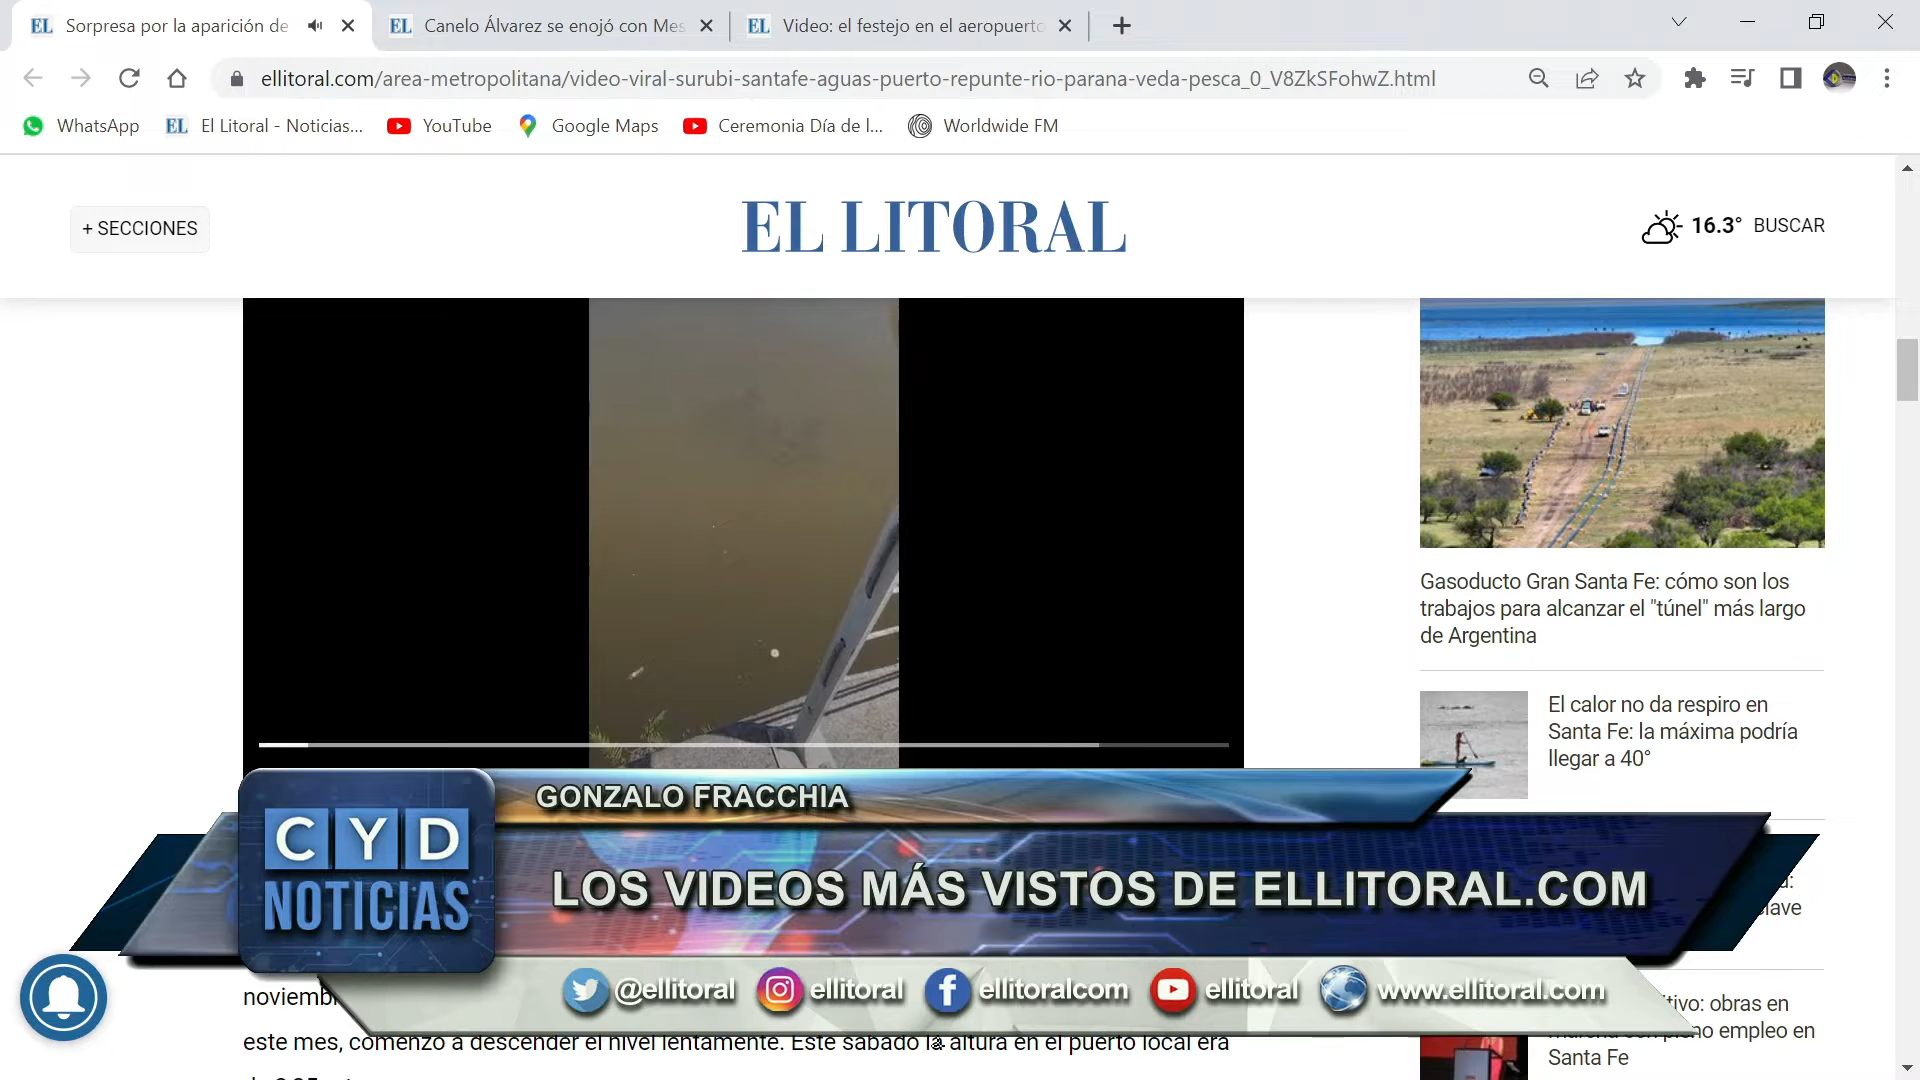 EL Sorpresa por la aparición de
EL Canelo Álvarez se enojó con Mes
EL Video: el festejo en el aeropuerto
ellitoral.com/area-metropolitana/video-viral-surubi-santafe-aguas-puerto-repunte-rio-parana-veda-pesca_0_V8ZkSFohwZ.html
WhatsApp
EL El Litoral - Noticias...
YouTube
Google Maps
Ceremonia Día de l...
Worldwide FM
+ SECCIONES
EL LITORAL
16.3° BUSCAR
Gasoducto Gran Santa Fe: cómo son los
trabajos para alcanzar el "túnel" más largo
de Argentina
El calor no da respiro en
Santa Fe: la máxima podría
llegar a 40°
GONZALO FRACCHIA
CYD
NOTICIAS
LOS VIDEOS MÁS VISTOS DE ELLITORAL.COM
@ellitoral
ellitoral
ellitoralcom
ellitoral
www.ellitoral.com
este mes, comenzó a descender el nivel lentamente. Este sábado la altura en el puerto local era
obras en
empleo en
Santa Fe